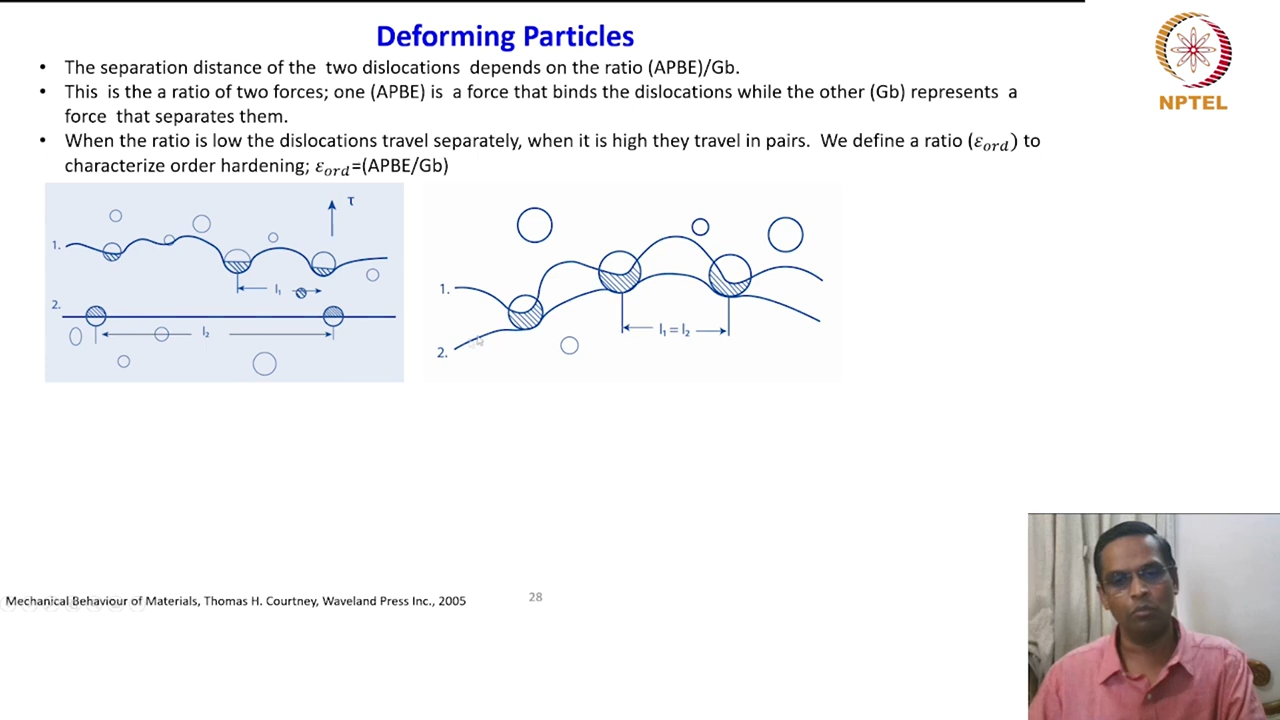 Deforming Particles
NPTEL
• The separation distance of the two dislocations depends on the ratio (APBE)/Gb.
• This is the a ratio of two forces; one (APBE) is a force that binds the dislocations while the other (Gb) represents a
force that separates them.
• When the ratio is low the dislocations travel separately, when it is high they travel in pairs. We define a ratio (εord) to
characterize order hardening; εord=(APBE/Gb)
τ
1.
l₁
2.
l₂
1.
l₁ = l₂
2.
Mechanical Behaviour of Materials, Thomas H. Courtney, Waveland Press Inc., 2005
28